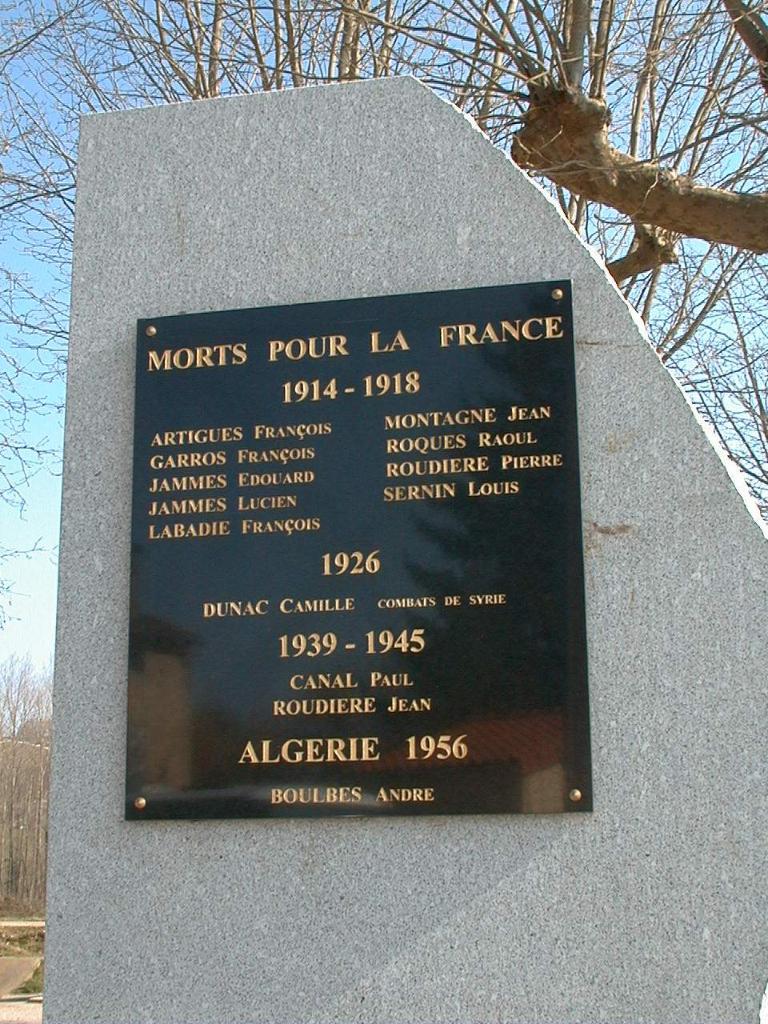 MORTS POUR LA FRANCE
1914 - 1918
ARTIGUES FRANÇOIS
GARROS FRANÇOIS
JAMMES EDOUARD
JAMMES LUCIEN
LABADIE FRANÇOIS
MONTAGNE JEAN
ROQUES RAOUL
ROUDIERE PIERRE
SERNIN LOUIS
1926
DUNAC CAMILLE COMBATS DE SYRIE
1939 - 1945
CANAL PAUL
ROUDIERE JEAN
ALGERIE 1956
BOULBES ANDRE